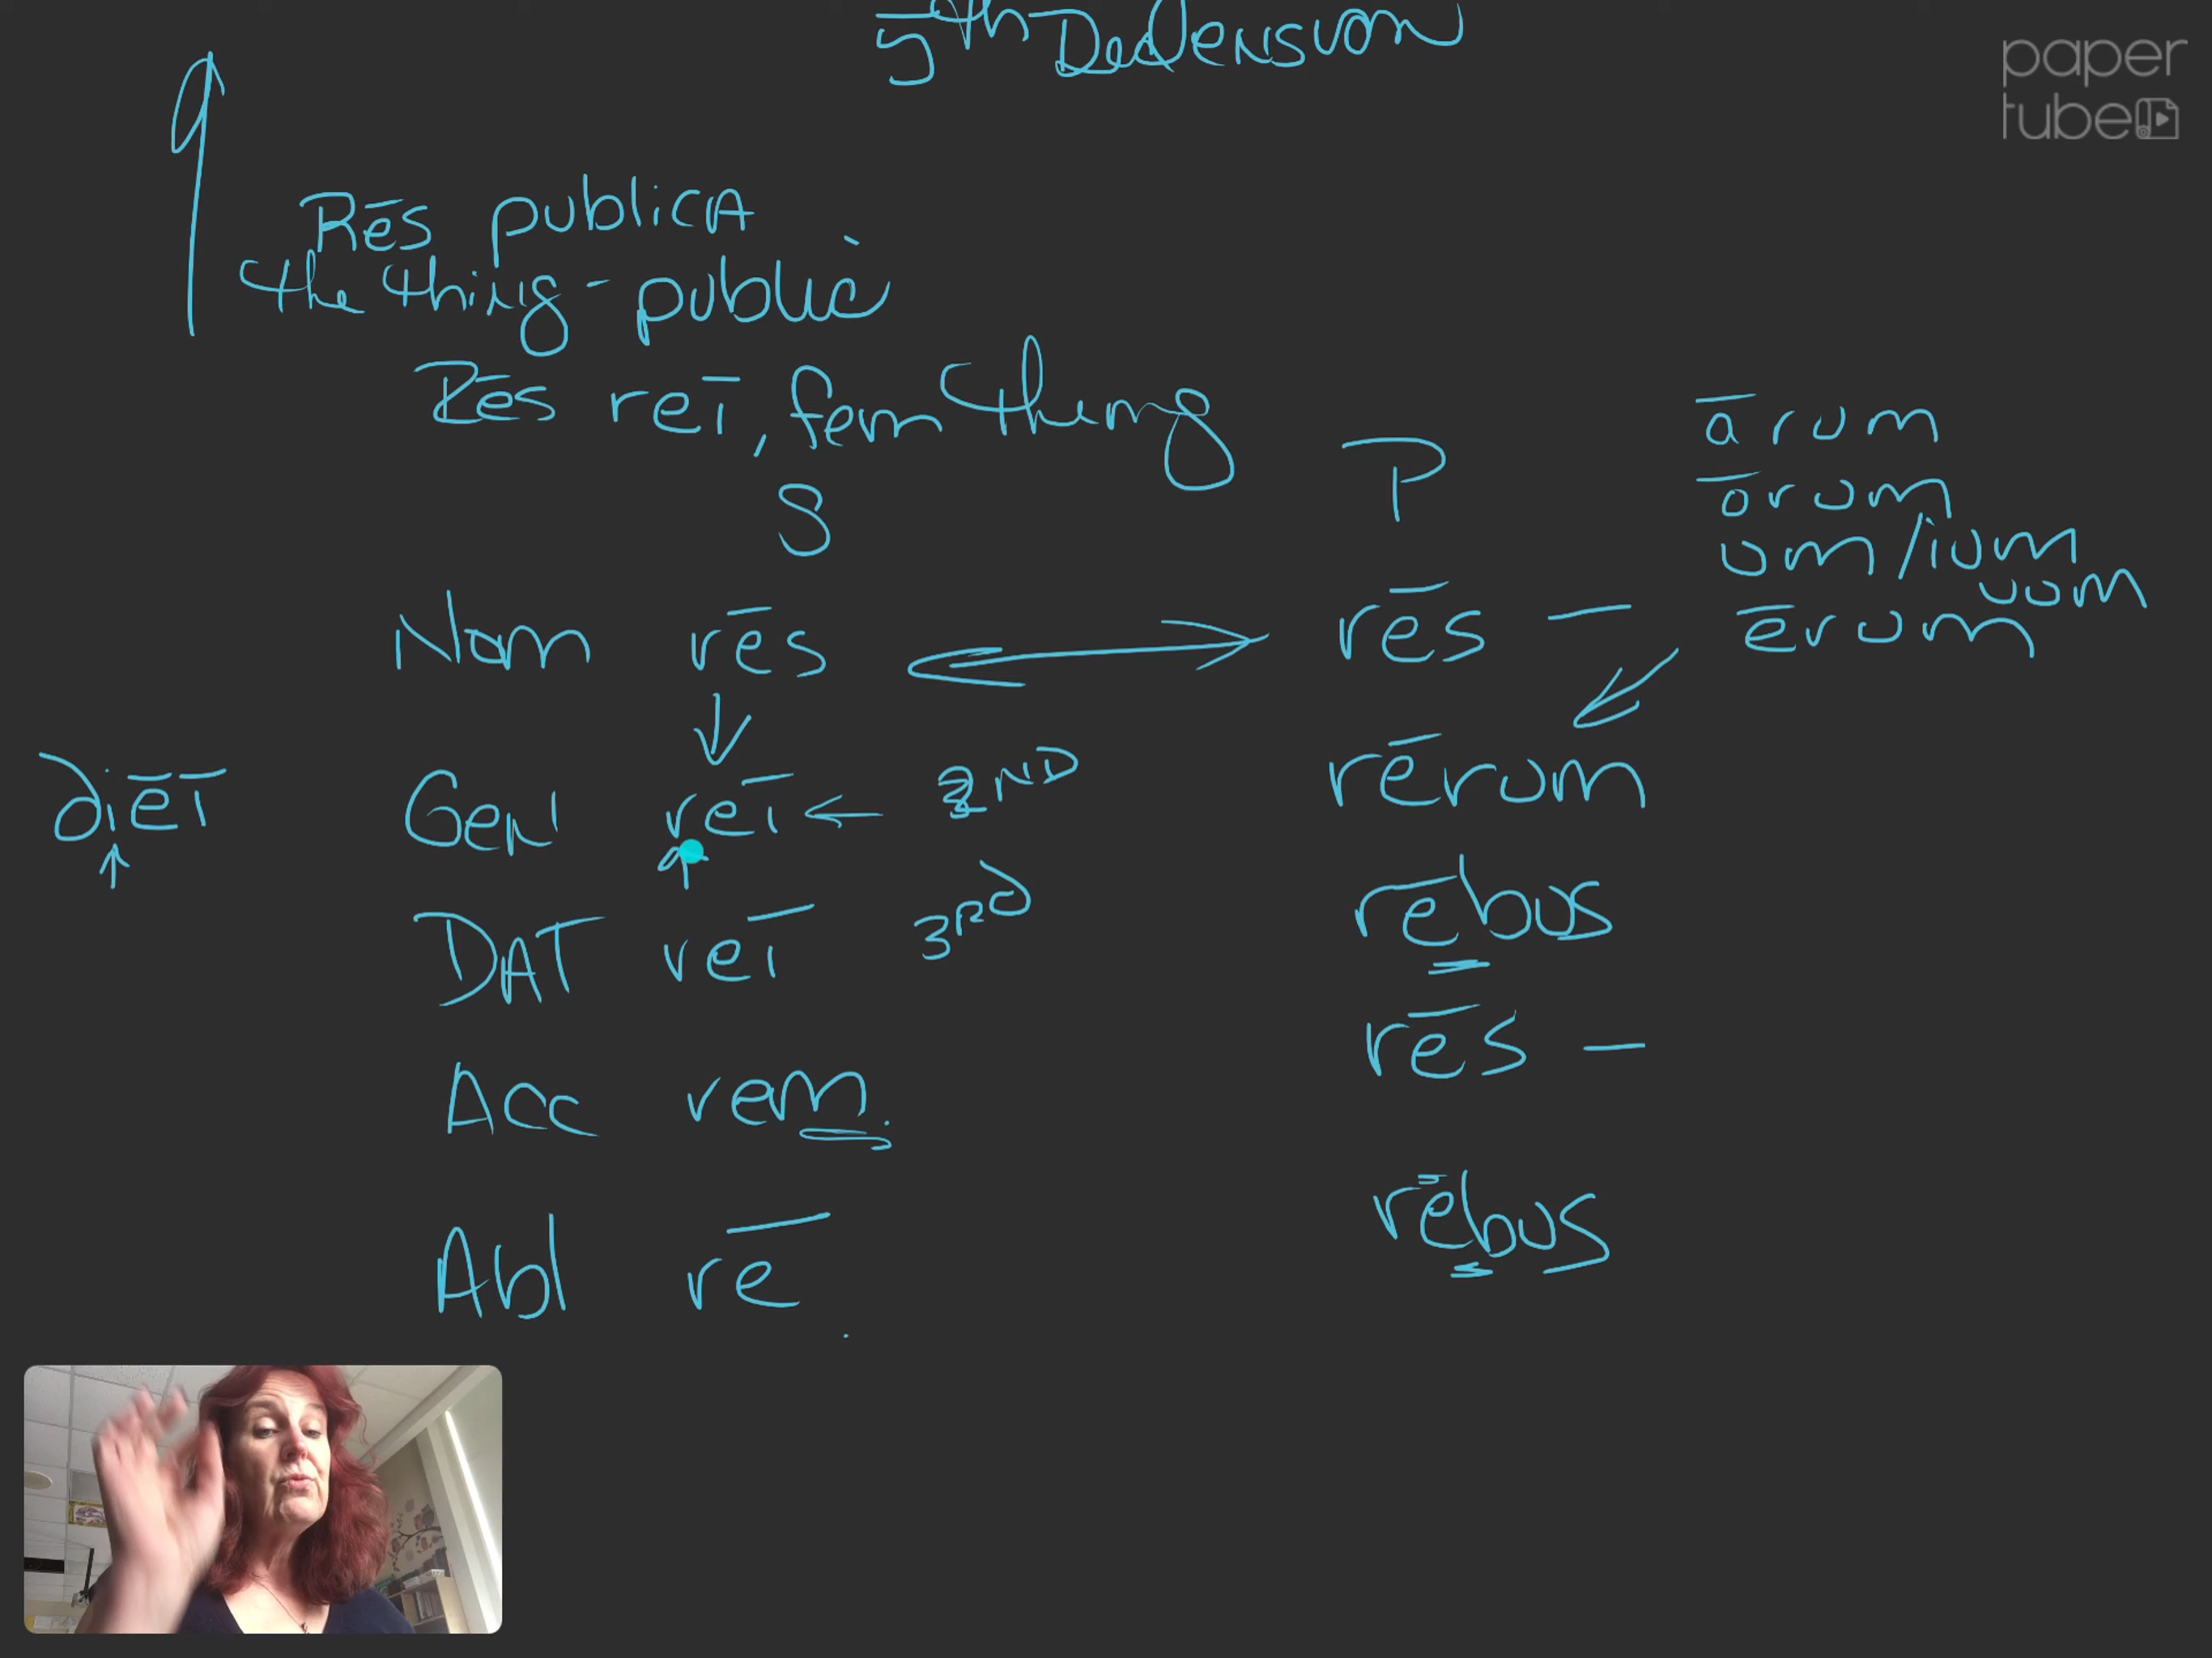 5th Declension
paper
tube
Rēs publica
the thing-public
Rēs reī, fem thing
S P
ārum
ōrum
um/ium
uum
ērum
Nom rēs rēs
diēī Gen reī 2ND rērum
DAT reī 3RD rēbus
Acc rem rēs
Abl rē rēbus